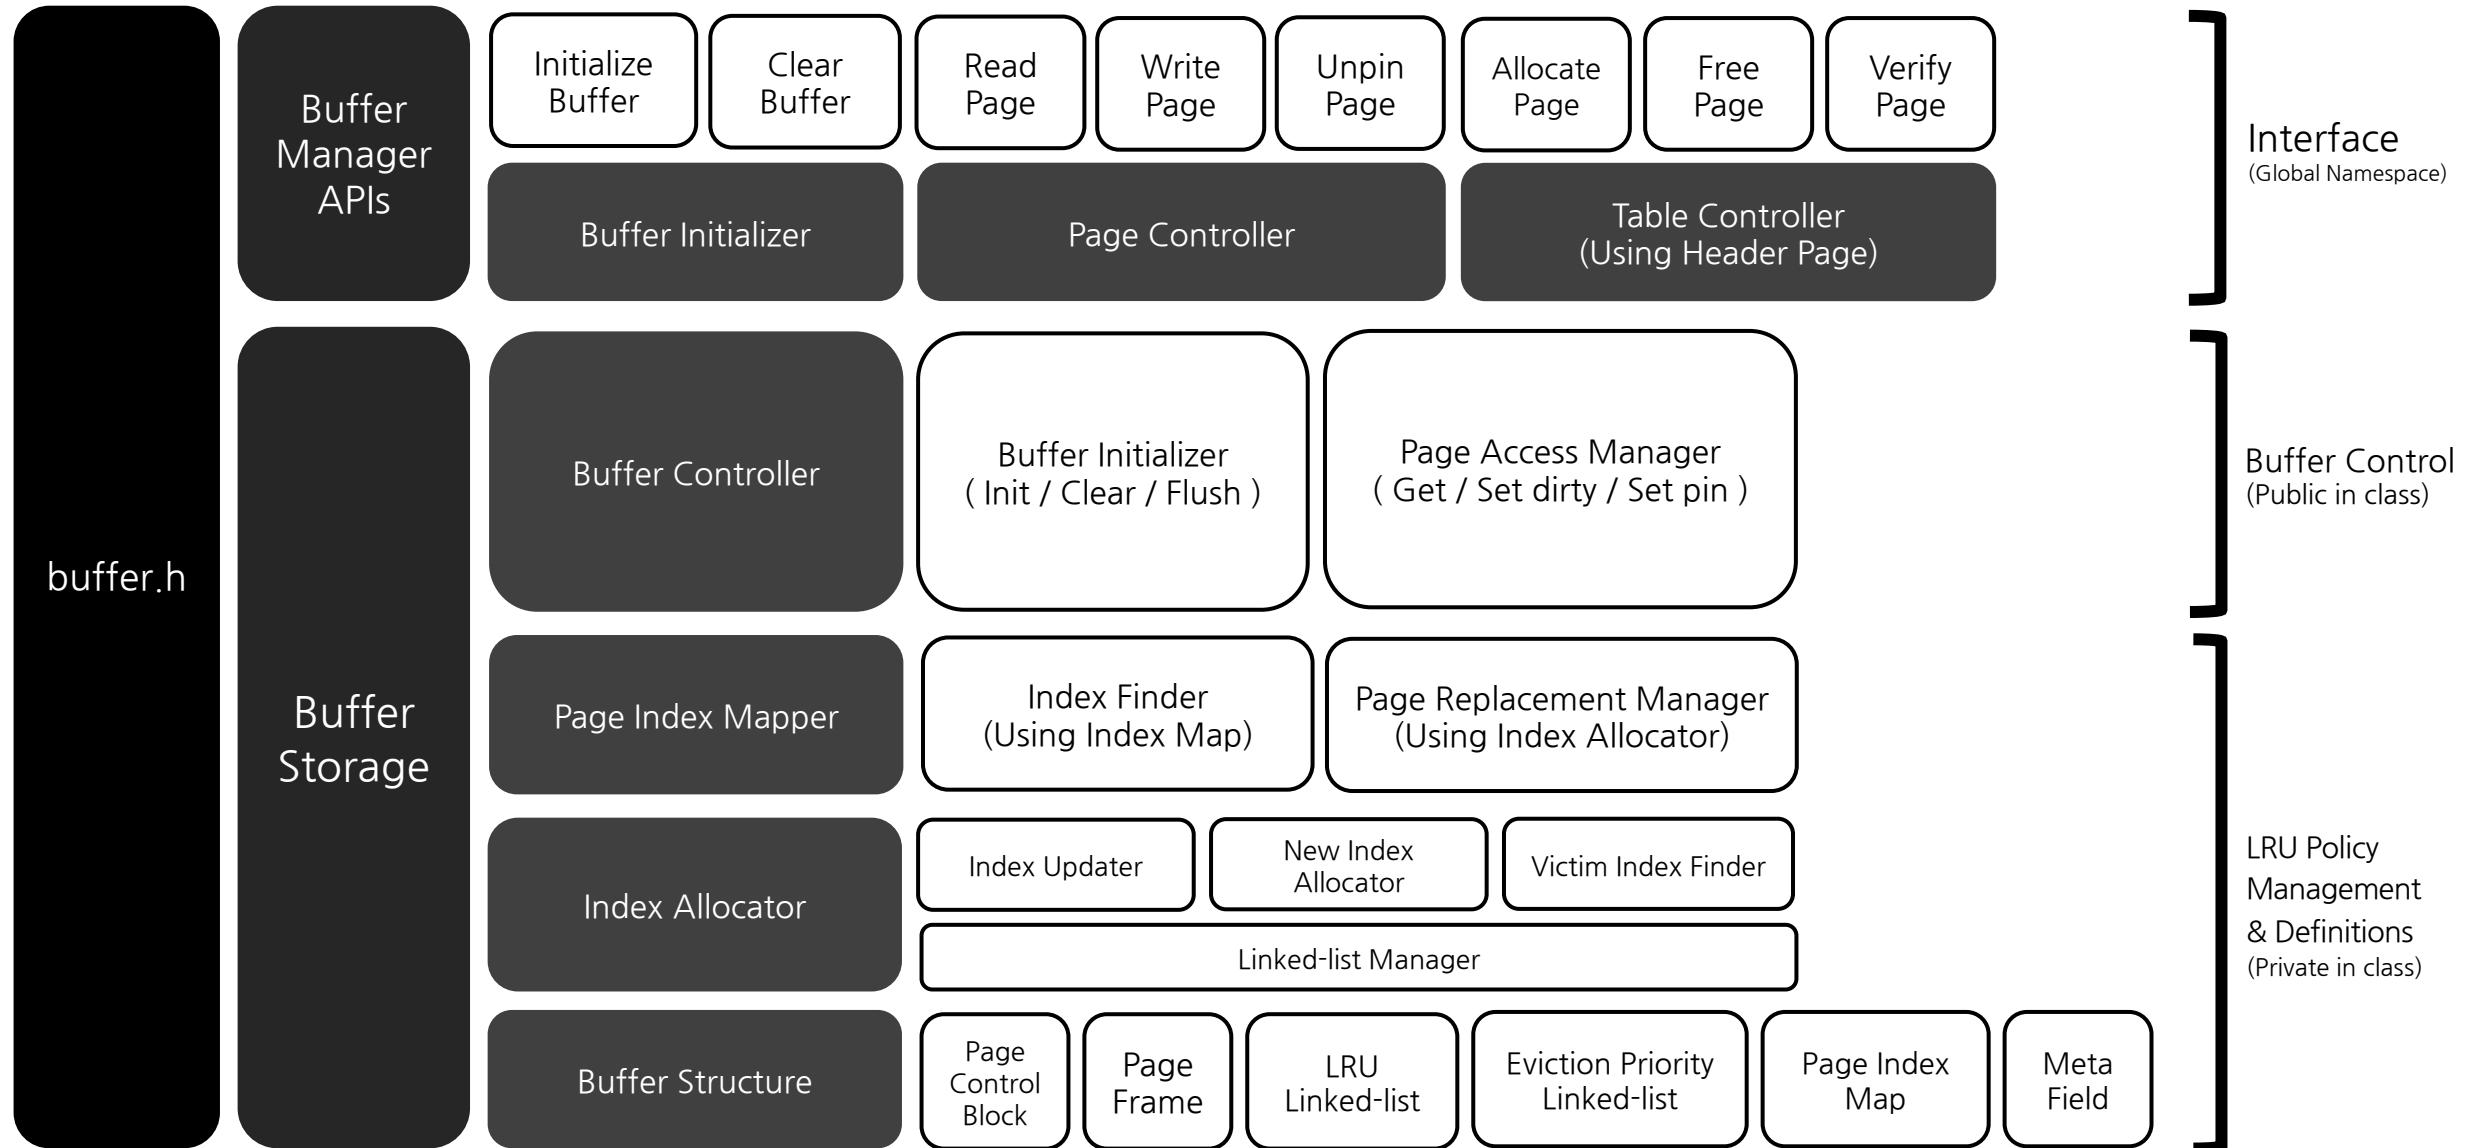 buffer.h
Buffer
Manager
APIs
Initialize
Buffer
Clear
Buffer
Read
Page
Write
Page
Unpin
Page
Allocate
Page
Free
Page
Verify
Page
Buffer Initializer
Page Controller
Table Controller
(Using Header Page)
Interface
(Global Namespace)
Buffer
Storage
Buffer Controller
Buffer Initializer
( Init / Clear / Flush )
Page Access Manager
( Get / Set dirty / Set pin )
Buffer Control
(Public in class)
Page Index Mapper
Index Finder
(Using Index Map)
Page Replacement Manager
(Using Index Allocator)
Index Allocator
Index Updater
New Index
Allocator
Victim Index Finder
Linked-list Manager
Buffer Structure
Page
Control
Block
Page
Frame
LRU
Linked-list
Eviction Priority
Linked-list
Page Index
Map
Meta
Field
LRU Policy
Management
& Definitions
(Private in class)